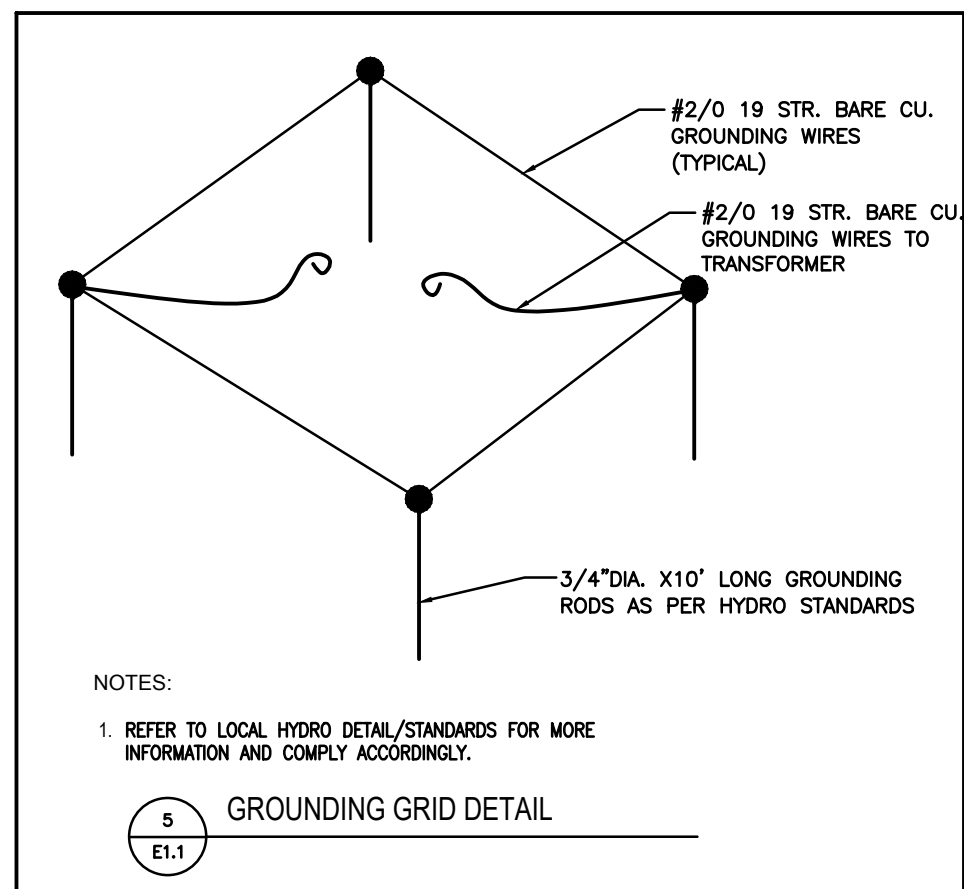 #2/0 19 STR. BARE CU.
GROUNDING WIRES
(TYPICAL)
#2/0 19 STR. BARE CU.
GROUNDING WIRES TO
TRANSFORMER
3/4"DIA. X10' LONG GROUNDING
RODS AS PER HYDRO STANDARDS
NOTES:
1. REFER TO LOCAL HYDRO DETAIL/STANDARDS FOR MORE
INFORMATION AND COMPLY ACCORDINGLY.
5
GROUNDING GRID DETAIL
E1.1